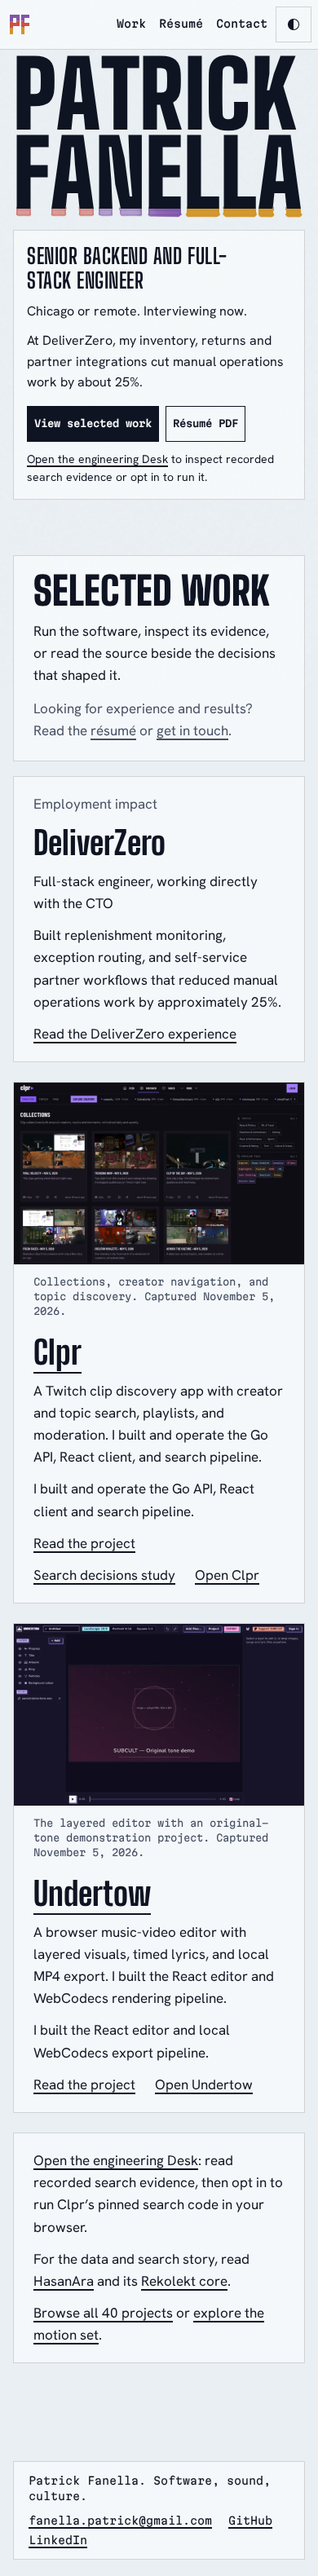 PF
Work Résumé Contact
PATRICK
FANELLA
SENIOR BACKEND AND FULL-
STACK ENGINEER
Chicago or remote. Interviewing now.
At DeliverZero, my inventory, returns and
partner integrations cut manual operations
work by about 25%.
View selected work Résumé PDF
Open the engineering Desk to inspect recorded
search evidence or opt in to run it.
SELECTED WORK
Run the software, inspect its evidence,
or read the source beside the decisions
that shaped it.
Looking for experience and results?
Read the résumé or get in touch.
Employment impact
DeliverZero
Full-stack engineer, working directly
with the CTO
Built replenishment monitoring,
exception routing, and self-service
partner workflows that reduced manual
operations work by approximately 25%.
Read the DeliverZero experience
clpr
COLLECTIONS
Collections, creator navigation, and
topic discovery. Captured November 5,
2026.
Clpr
A Twitch clip discovery app with creator
and topic search, playlists, and
moderation. I built and operate the Go
API, React client, and search pipeline.
I built and operate the Go API, React
client and search pipeline.
Read the project
Search decisions study Open Clpr
SUBCULT — Original tone demo
The layered editor with an original-
tone demonstration project. Captured
November 5, 2026.
Undertow
A browser music-video editor with
layered visuals, timed lyrics, and local
MP4 export. I built the React editor and
WebCodecs rendering pipeline.
I built the React editor and local
WebCodecs export pipeline.
Read the project Open Undertow
Open the engineering Desk: read
recorded search evidence, then opt in to
run Clpr’s pinned search code in your
browser.
For the data and search story, read
HasanAra and its Rekolekt core.
Browse all 40 projects or explore the
motion set.
Patrick Fanella. Software, sound,
culture.
fanella.patrick@gmail.com GitHub
LinkedIn